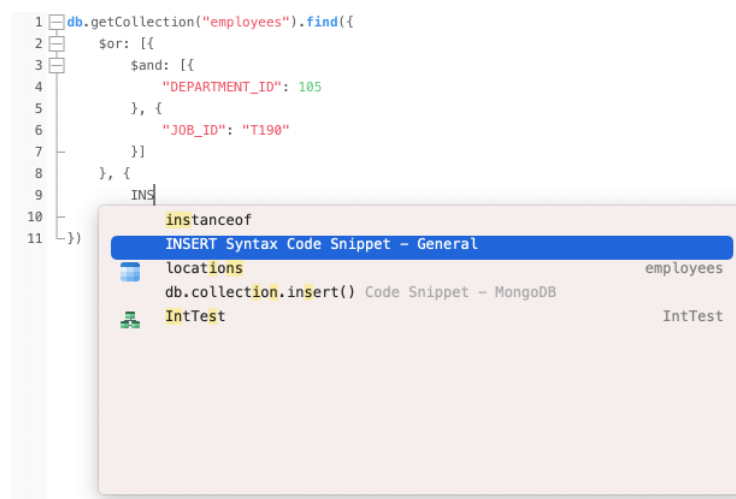 1 db.getCollection("employees").find({
2 $or: [{
3 $and: [{
4 "DEPARTMENT_ID": 105
5 }, {
6 "JOB_ID": "T190"
7 }]
8 }, {
9 INS
10
11 })
instanceof
INSERT Syntax Code Snippet – General
locations employees
db.collection.insert() Code Snippet – MongoDB
IntTest IntTest